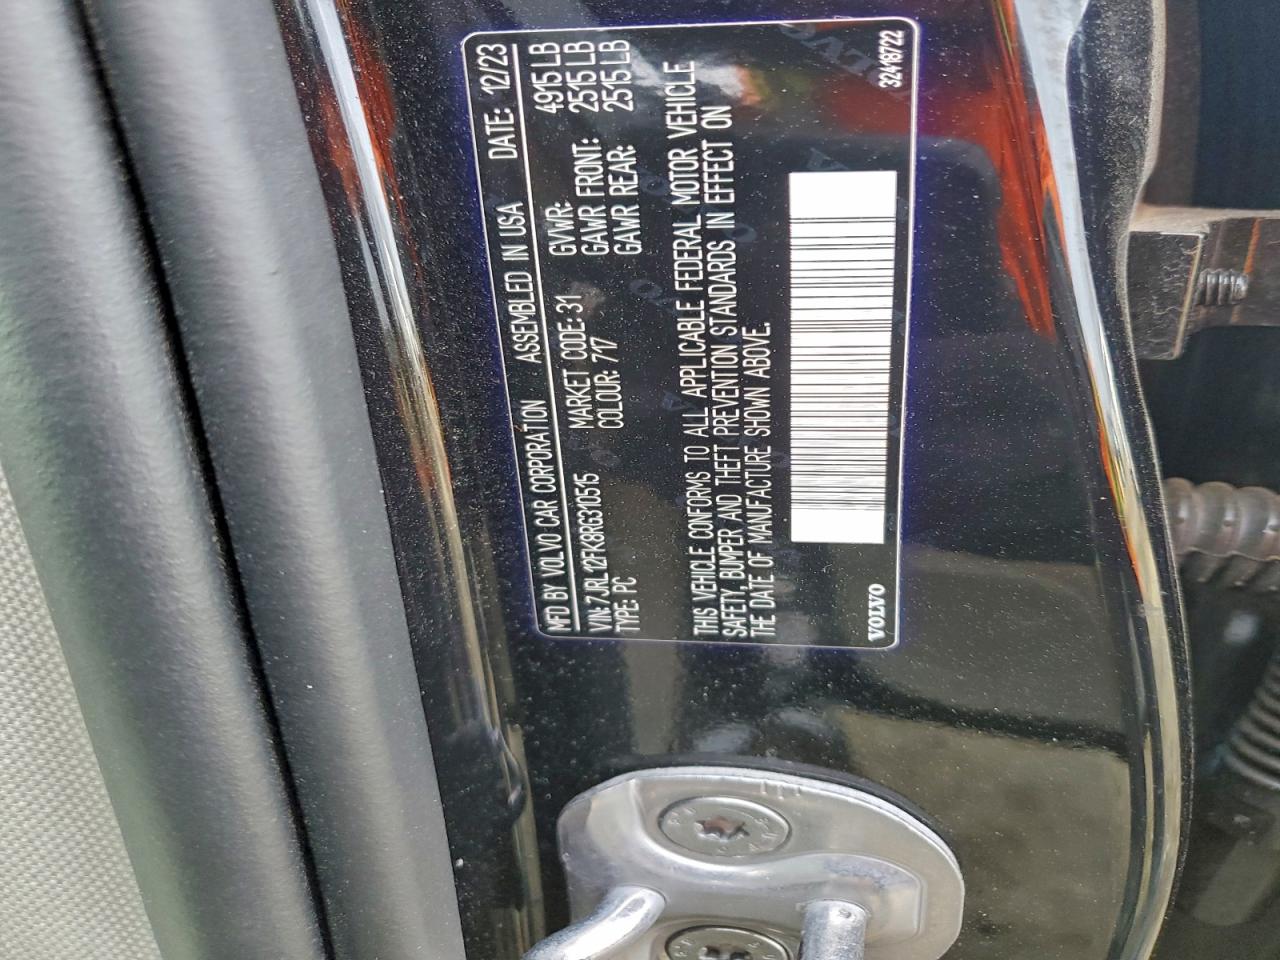 MFD BY VOLVO CAR CORPORATION ASSEMBLED IN USA DATE: 12/23
VIN: 7JRL12FK8RG310515 MARKET CODE: 31 GVWR: 4915 LB
TYPE: PC COLOUR: 717 GAWR FRONT: 2515 LB
GAWR REAR: 2515 LB
THIS VEHICLE CONFORMS TO ALL APPLICABLE FEDERAL MOTOR VEHICLE
SAFETY, BUMPER AND THEFT PREVENTION STANDARDS IN EFFECT ON
THE DATE OF MANUFACTURE SHOWN ABOVE.
VOLVO 32418722